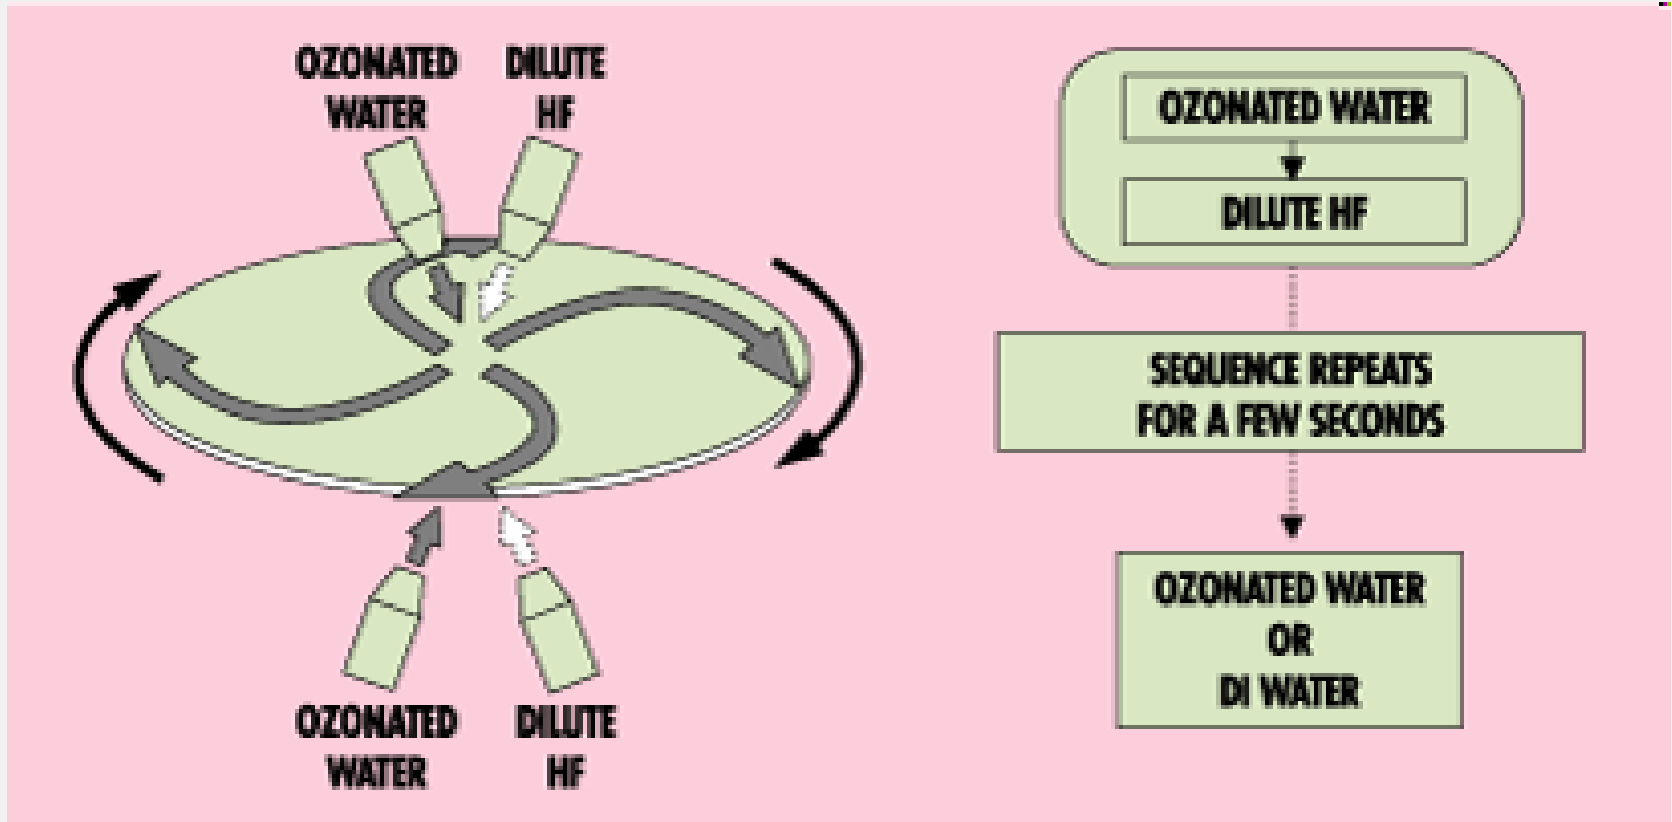 OZONATED
WATER
DILUTE
HF
OZONATED
WATER
DILUTE
HF
OZONATED WATER
DILUTE HF
SEQUENCE REPEATS
FOR A FEW SECONDS
OZONATED WATER
OR
DI WATER